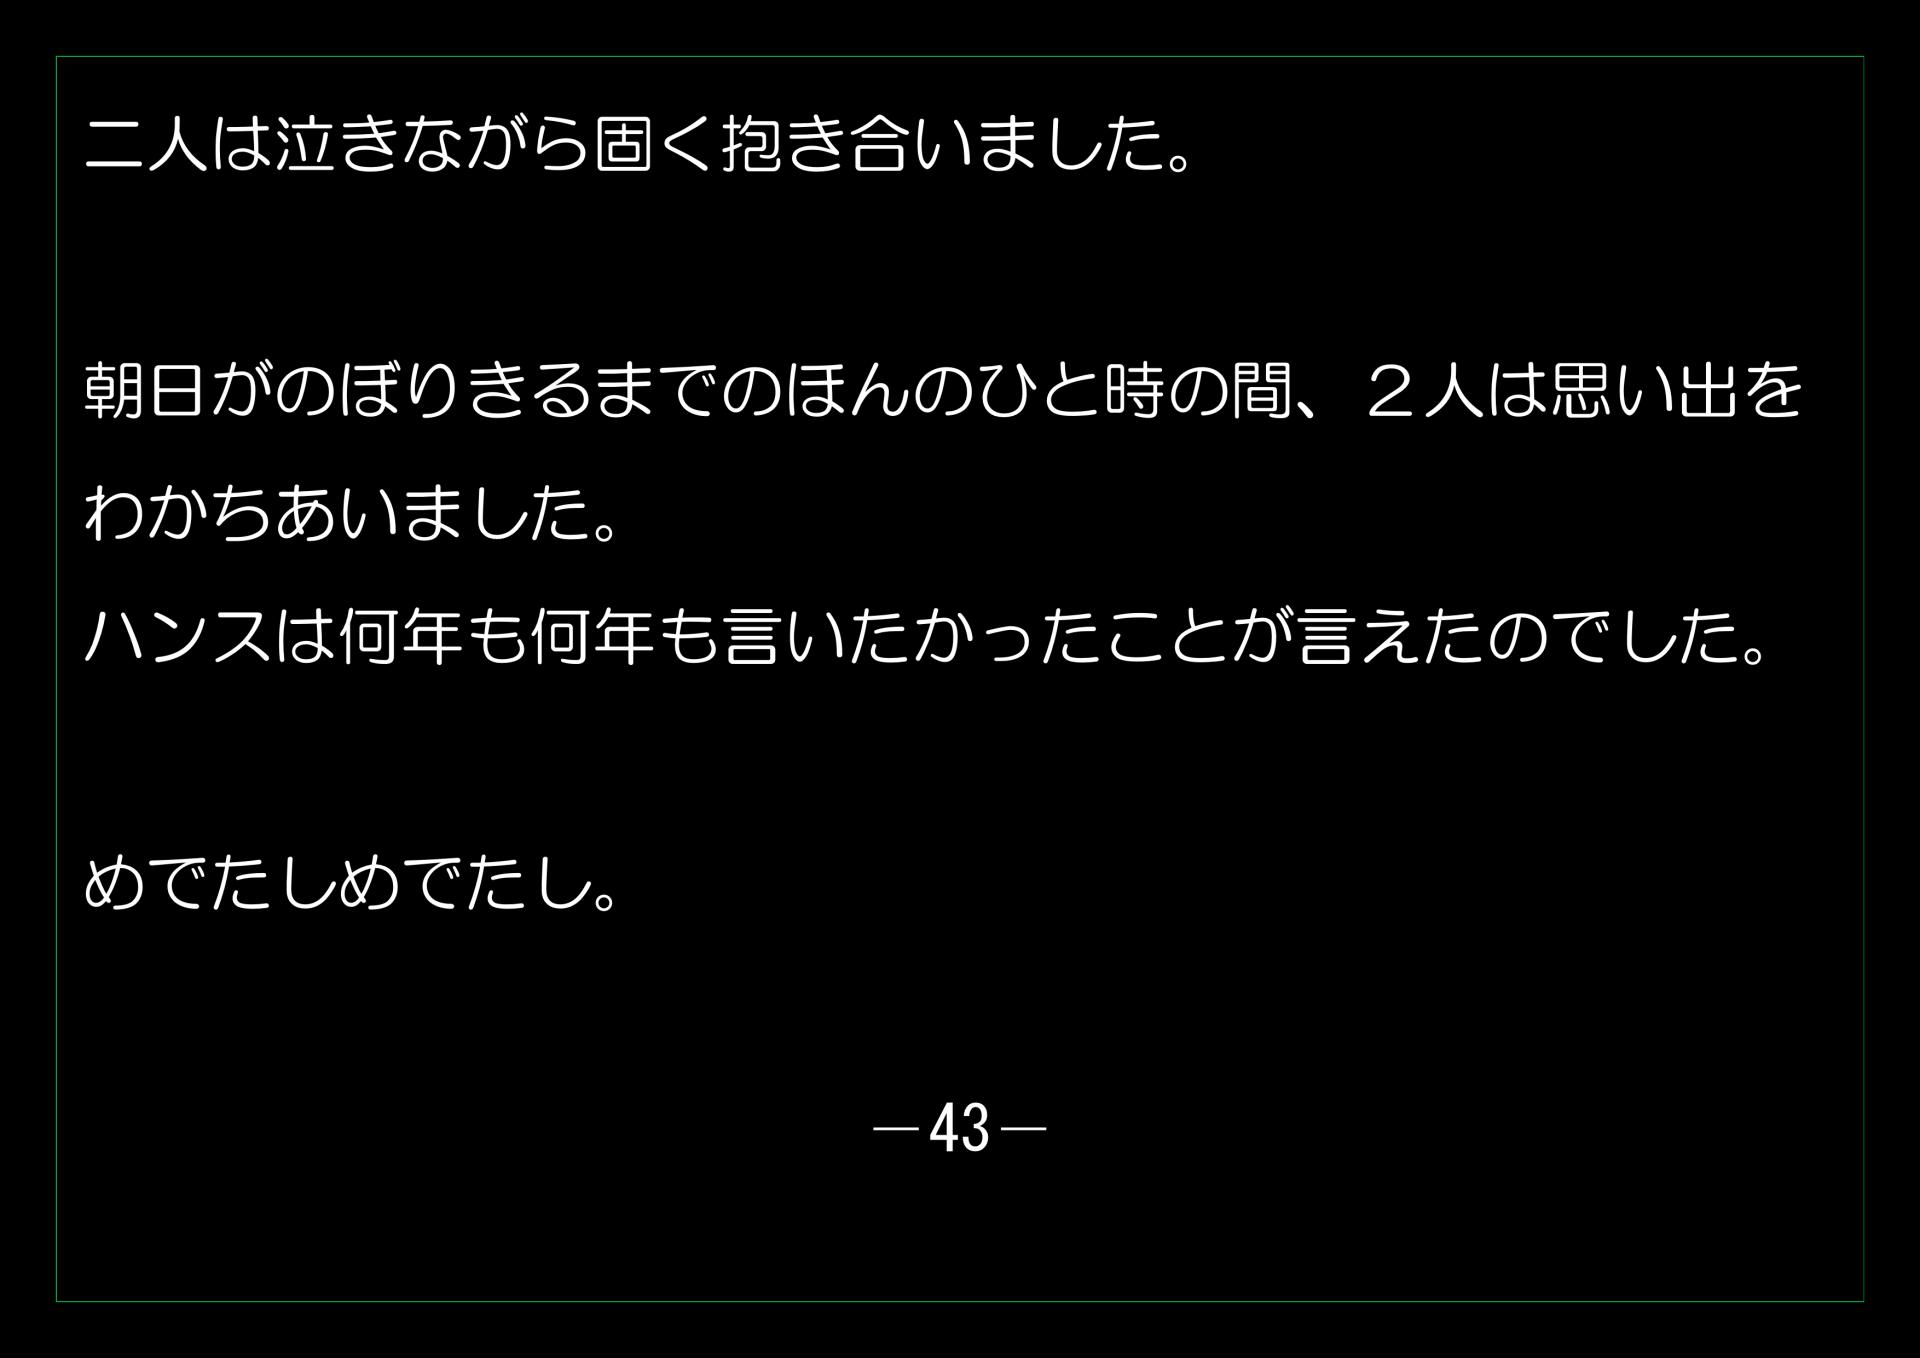 二人は泣きながら固く抱き合いました。
朝日がのぼりきるまでのほんのひと時の間、２人は思い出を
わかちあいました。
ハンスは何年も何年も言いたかったことが言えたのでした。
めでたしめでたし。
―43―